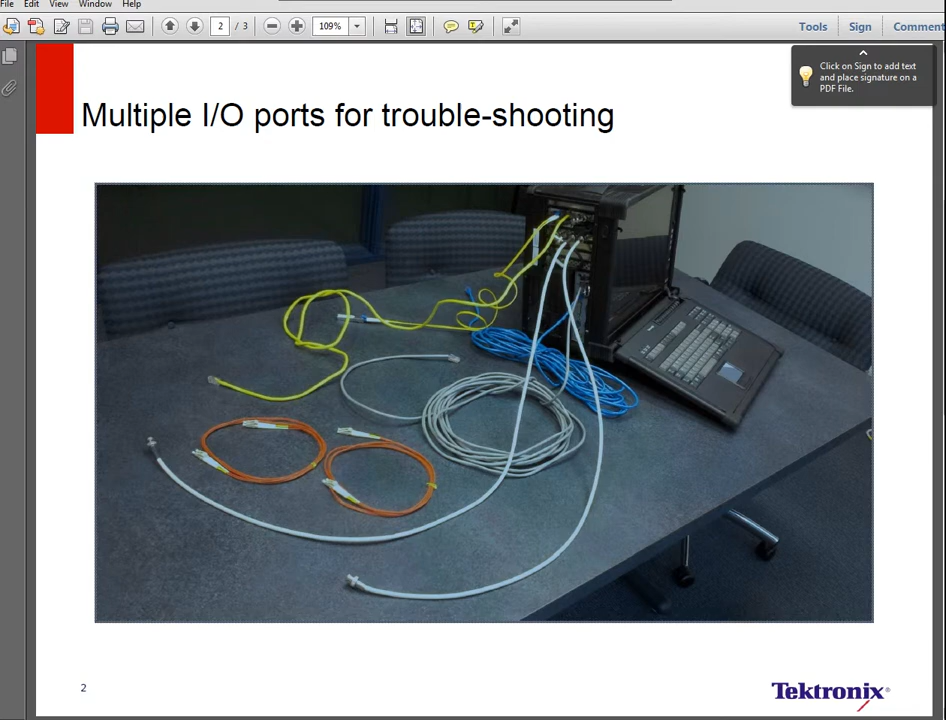 File Edit View Window Help
2 / 3 109% Tools Sign Comment
Click on Sign to add text
and place signature on a
PDF File.
Multiple I/O ports for trouble-shooting
2
Tektronix®